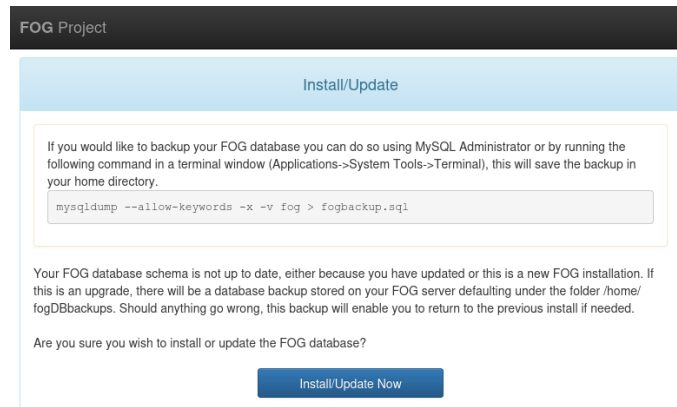 FOG Project
Install/Update
If you would like to backup your FOG database you can do so using MySQL Administrator or by running the
following command in a terminal window (Applications->System Tools->Terminal), this will save the backup in
your home directory.
mysqldump --allow-keywords -x -v fog > fogbackup.sql
Your FOG database schema is not up to date, either because you have updated or this is a new FOG installation. If
this is an upgrade, there will be a database backup stored on your FOG server defaulting under the folder /home/
fogDBbackups. Should anything go wrong, this backup will enable you to return to the previous install if needed.
Are you sure you wish to install or update the FOG database?
Install/Update Now